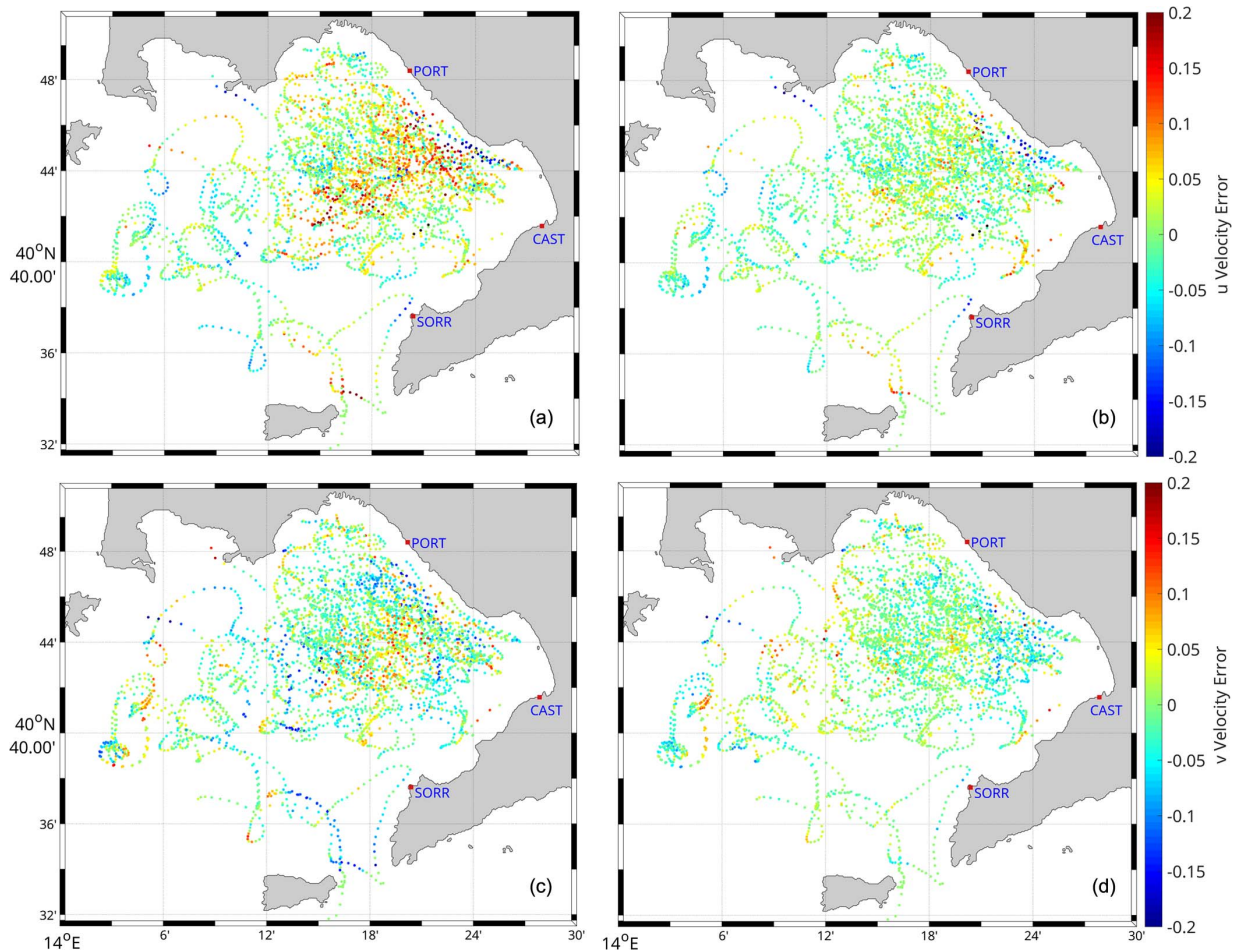 48'
44'
40°N
40.00'
36'
32'
PORT
CAST
SORR
(a)
PORT
CAST
SORR
(b)
0.2
0.15
0.1
0.05
0
-0.05
-0.1
-0.15
-0.2
u Velocity Error
48'
44'
40°N
40.00'
36'
32'
14°E
6'
12'
18'
24'
30'
PORT
CAST
SORR
(c)
6'
12'
18'
24'
30'
PORT
CAST
SORR
(d)
0.2
0.15
0.1
0.05
0
-0.05
-0.1
-0.15
-0.2
v Velocity Error